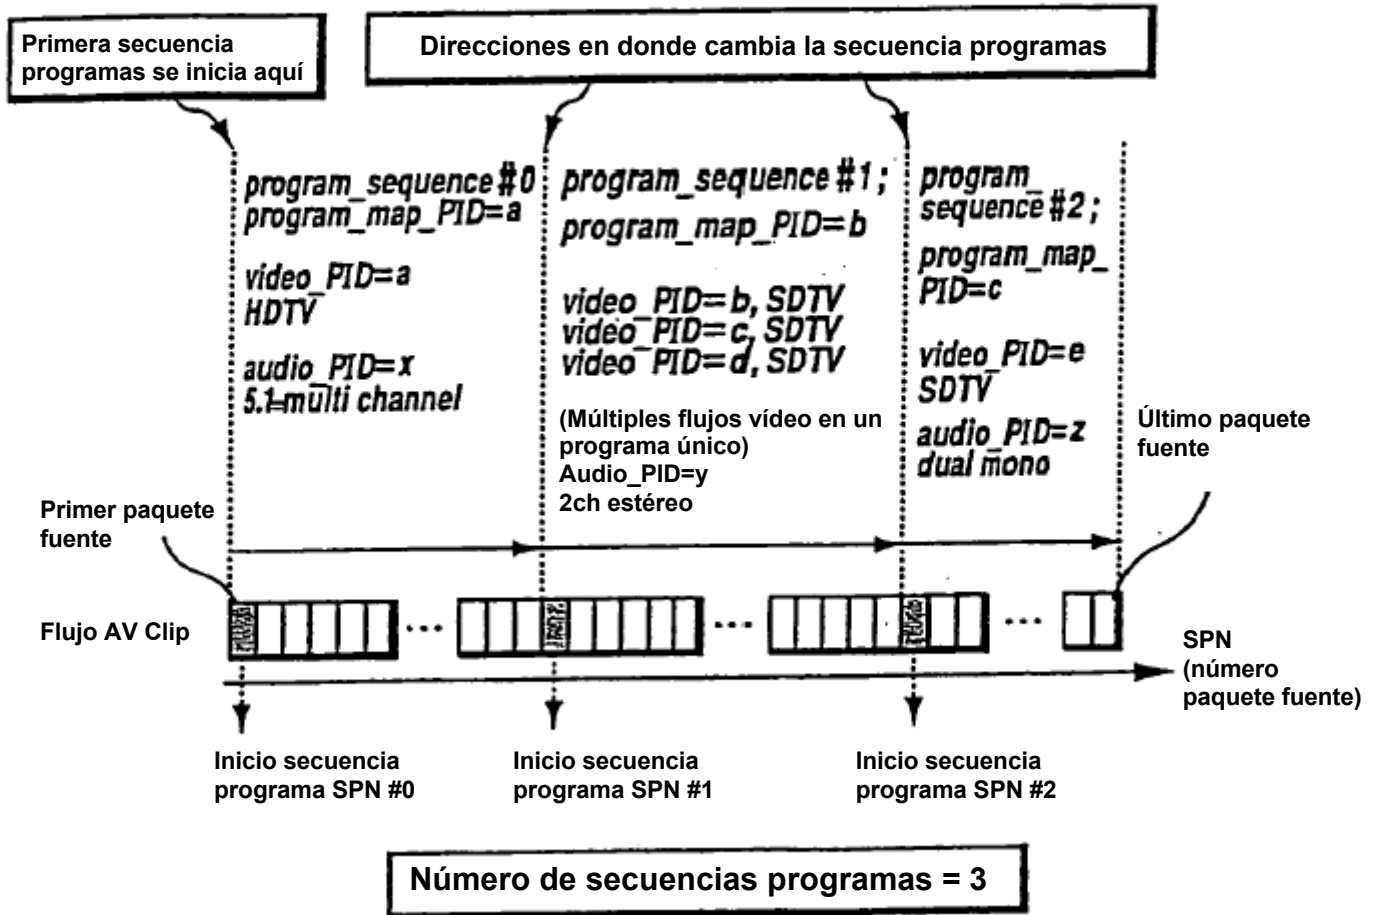 Primera secuencia
programas se inicia aquí
Direcciones en donde cambia la secuencia programas
program_sequence #0
program_map_PID=a
video_PID=a
HDTV
audio_PID=x
5.1=multi channel
program_sequence #1;
program_map_PID=b
video_PID=b, SDTV
video_PID=c, SDTV
video_PID=d, SDTV
(Múltiples flujos vídeo en un
programa único)
Audio_PID=y
2ch estéreo
program_
sequence #2;
program_map_
PID=c
video_PID=e
SDTV
audio_PID=z
dual mono
Último paquete
fuente
Primer paquete
fuente
Flujo AV Clip
SPN
(número
paquete fuente)
Inicio secuencia
programa SPN #0
Inicio secuencia
programa SPN #1
Inicio secuencia
programa SPN #2
Número de secuencias programas = 3